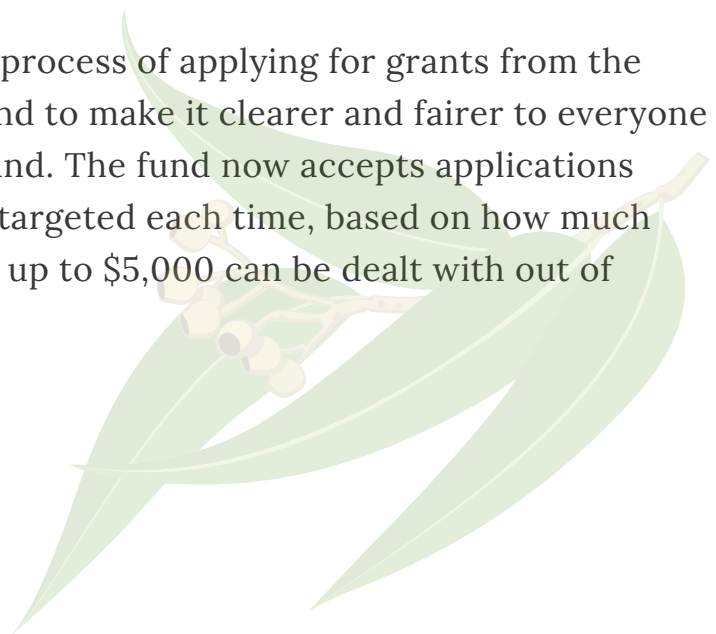 process of applying for grants from the
nd to make it clearer and fairer to everyone
nd. The fund now accepts applications
targeted each time, based on how much
up to $5,000 can be dealt with out of